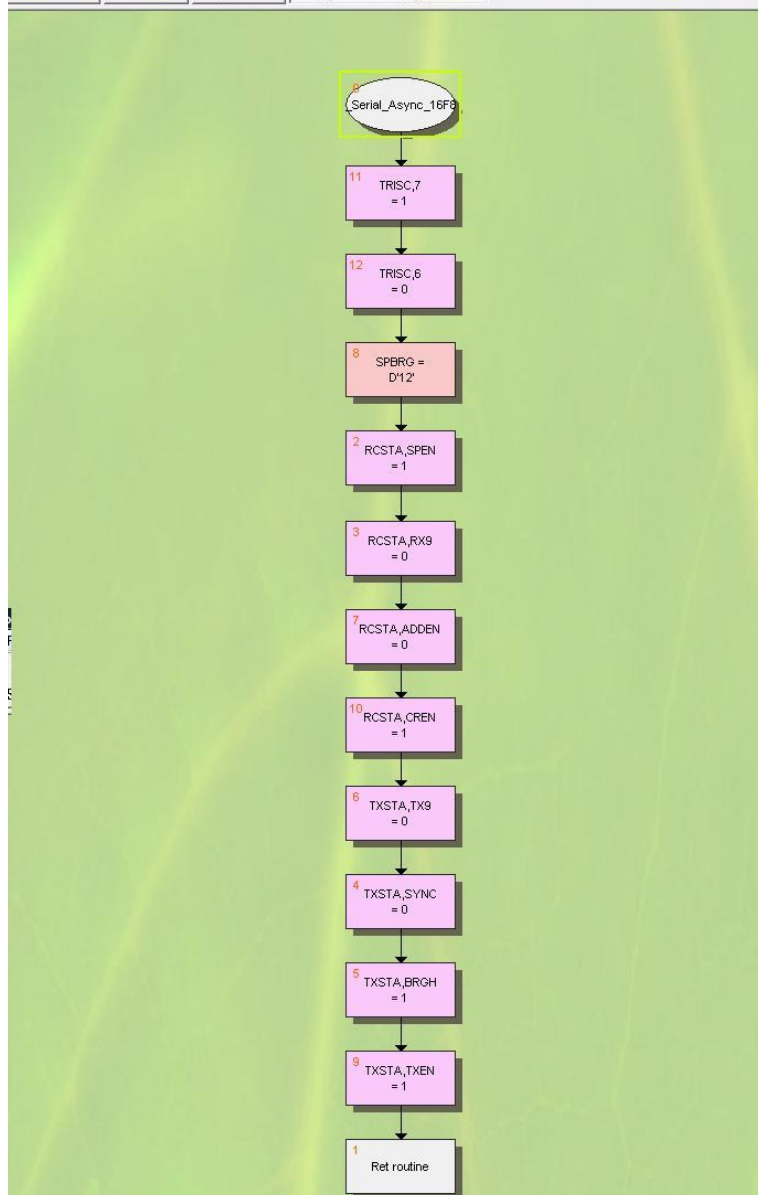 0
_Serial_Async_16F8
11
TRISC,7
= 1
12
TRISC,6
= 0
8
SPBRG =
D'12'
2
RCSTA,SPEN
= 1
3
RCSTA,RX9
= 0
7
RCSTA,ADDEN
= 0
10
RCSTA,CREN
= 1
6
TXSTA,TX9
= 0
4
TXSTA,SYNC
= 0
5
TXSTA,BRGH
= 1
9
TXSTA,TXEN
= 1
1
Ret routine